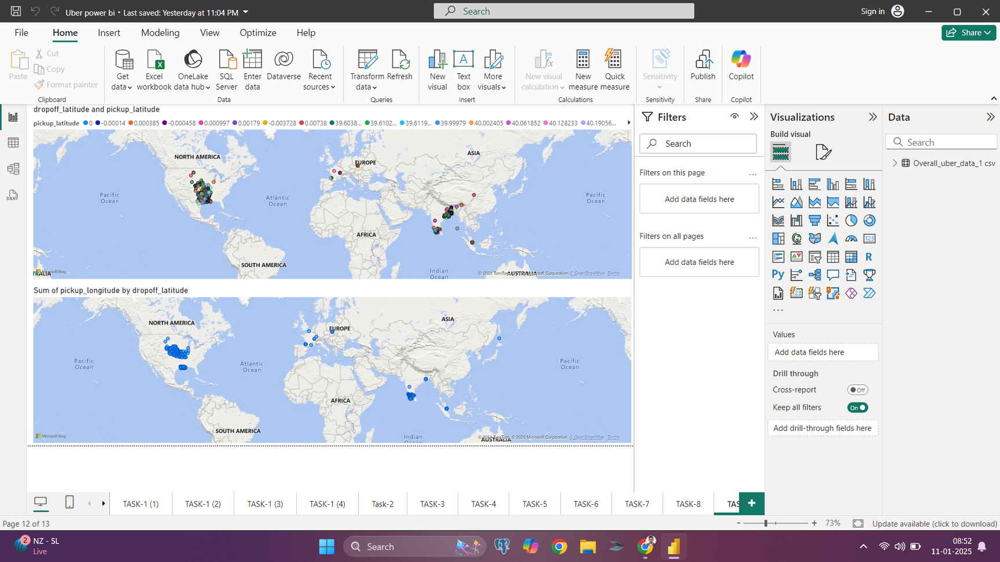 Uber power bi • Last saved: Yesterday at 11:04 PM
Search
Sign in
File
Home
Insert
Modeling
View
Optimize
Help
Share
Paste
Cut
Copy
Format painter
Clipboard
Get data
Excel workbook
OneLake data hub
SQL Server
Enter data
Dataverse
Recent sources
Data
Transform data
Refresh
Queries
New visual
Text box
More visuals
Insert
New visual calculation
New measure
Quick measure
Calculations
Sensitivity
Sensitivity
Publish
Share
Copilot
Copilot
dropoff_latitude and pickup_latitude
pickup_latitude 0 -0.00014 0.000385 -0.000458 0.000997 0.00179 -0.003728 0.00738 39.6038... 39.6102... 39.6119... 39.99979 40.002405 40.061852 40.128233 40.19056...
NORTH AMERICA
EUROPE
ASIA
Pacific Ocean
Atlantic Ocean
Pacific Ocean
AFRICA
SOUTH AMERICA
Indian Ocean
AUSTRALIA
TRALIA
Microsoft Bing
© 2024 TomTom, © 2025 Microsoft Corporation, © OpenStreetMap Terms
Sum of pickup_longitude by dropoff_latitude
NORTH AMERICA
EUROPE
ASIA
Pacific Ocean
Atlantic Ocean
Pacific Ocean
AFRICA
SOUTH AMERICA
Indian Ocean
AUSTRALIA
Microsoft Bing
© 2024 TomTom, © 2025 Microsoft Corporation, © OpenStreetMap Terms
Filters
Search
Filters on this page ...
Add data fields here
Filters on all pages ...
Add data fields here
Visualizations
Build visual
123
R
Py
123
...
Values
Add data fields here
Drill through
Cross-report Off
Keep all filters On
Add drill-through fields here
Data
Search
Overall_uber_data_1 csv
TASK-1 (1)
TASK-1 (2)
TASK-1 (3)
TASK-1 (4)
Task-2
TASK-3
TASK-4
TASK-5
TASK-6
TASK-7
TASK-8
TAS
+
Page 12 of 13
- + 73%
Update available (click to download)
2
NZ - SL
Live
Search
08:52
11-01-2025